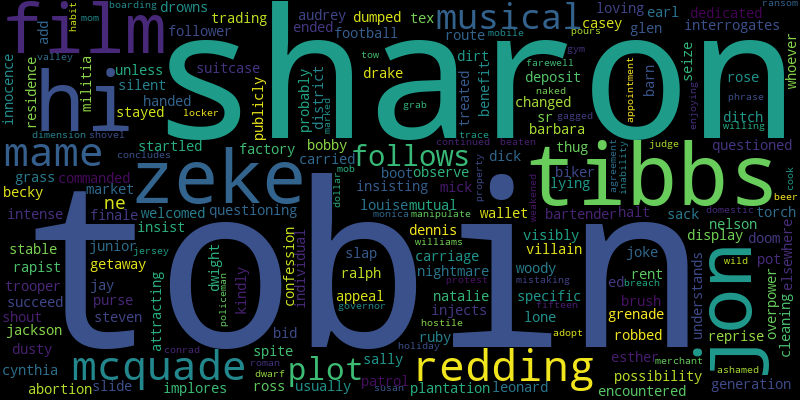 boarding drowns trading audrey dumped tex musical casey loving earl dedicated ransom
film habit mom follower ended football route glen interrogates
add sharon whoever
valley hi militia suitcase drake dirt deposit barn appointment seize rose
innocence residence unless silent handed publicly probably district marked grab treated benefit farewell gym naked changed ditch phrase enjoying
locker stayed tow mobile sr barbara willing
dimension shovel startled factory bobby carried continued beaten gagged trace thug judge questioned
mame concludes zeke follows dick tibbs agreement inability
grass commanded market mob dollar boot observe biker lying property cook
becky ne insisting mick weakened beer
intense finale welcomed questioning louise mutual wallet bartender halt sack domestic torch
insist monica manipulate nelson
stable junior jersey tobin dennis williams visibly display doom elsewhere
rapist getaway attracting dwight policeman kindly confession individual slap carriage villain joke wild pot
trooper jay ralph nightmare protest woody mistaking ed rent breach understands jon overpower cleaning
succeed purse appeal governor natalie specific fifteen brush
shout steven injects hostile lone adopt grenade
jackson bid ruby holiday robbed reprise
dusty conrad spite sally esther merchant
cynthia mcquade roman plot patrol redding possibility ashamed
abortion slide implores dwarf ross usually susan plantation leonard encountered generation